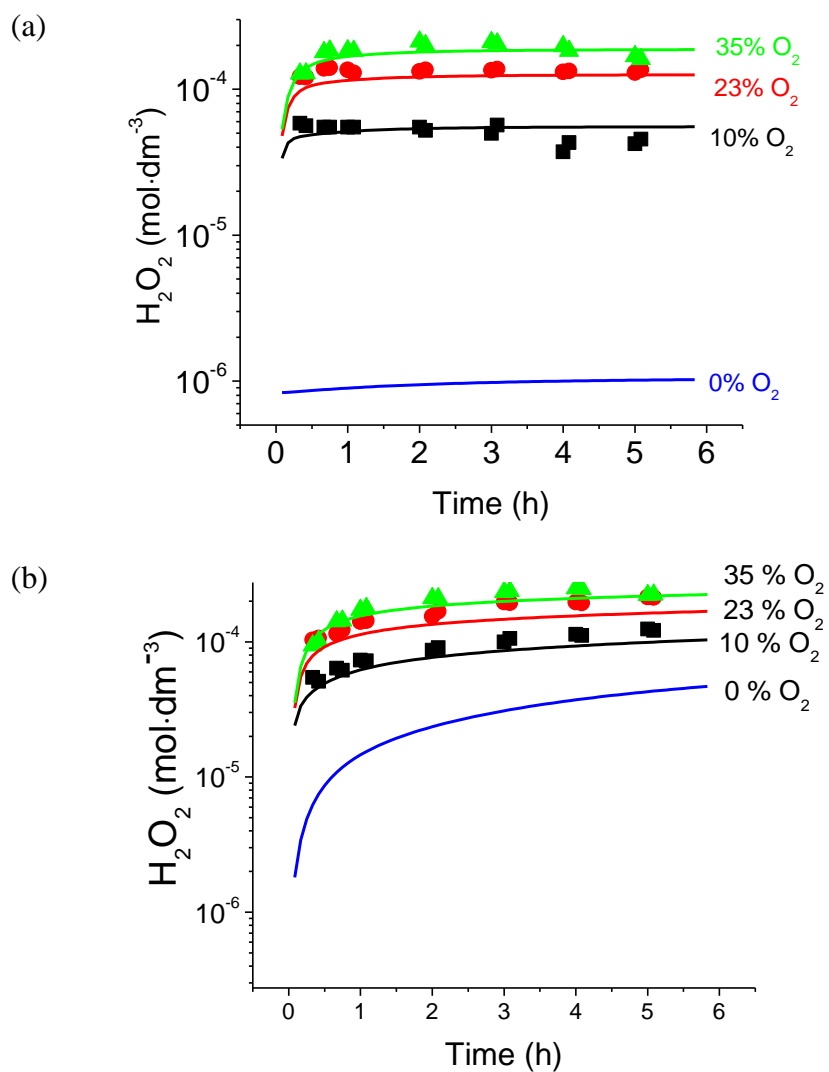 (a)
35% O₂
23% O₂
10% O₂
0% O₂
10⁻⁴
10⁻⁵
10⁻⁶
H₂O₂ (mol·dm⁻³)
0 1 2 3 4 5 6
Time (h)
(b)
35 % O₂
23 % O₂
10 % O₂
0 % O₂
10⁻⁴
10⁻⁵
10⁻⁶
H₂O₂ (mol·dm⁻³)
0 1 2 3 4 5 6
Time (h)